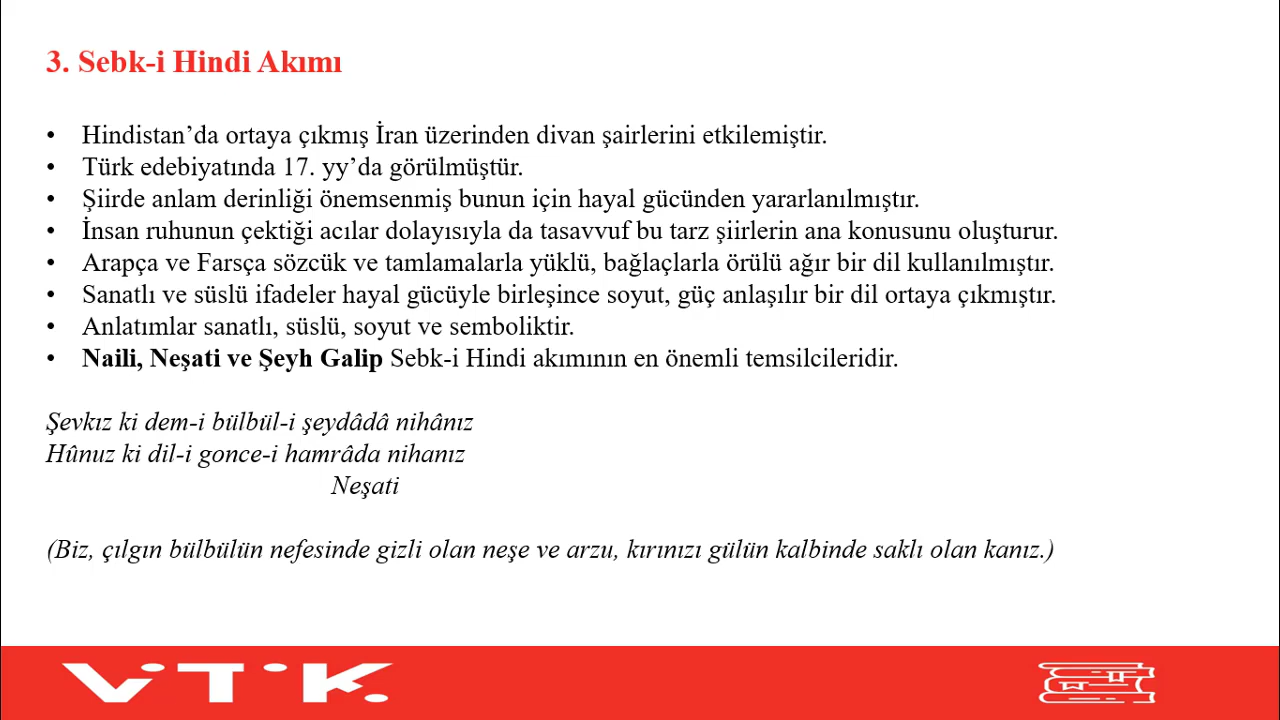 3. Sebk-i Hindi Akımı
• Hindistan’da ortaya çıkmış İran üzerinden divan şairlerini etkilemiştir.
• Türk edebiyatında 17. yy’da görülmüştür.
• Şiirde anlam derinliği önemsenmiş bunun için hayal gücünden yararlanılmıştır.
• İnsan ruhunun çektiği acılar dolayısıyla da tasavvuf bu tarz şiirlerin ana konusunu oluşturur.
• Arapça ve Farsça sözcük ve tamlamalarla yüklü, bağlaçlarla örülü ağır bir dil kullanılmıştır.
• Sanatlı ve süslü ifadeler hayal gücüyle birleşince soyut, güç anlaşılır bir dil ortaya çıkmıştır.
• Anlatımlar sanatlı, süslü, soyut ve semboliktir.
• Naili, Neşati ve Şeyh Galip Sebk-i Hindi akımının en önemli temsilcileridir.
Şevkız ki dem-i bülbül-i şeydâdâ nihânız
Hûnuz ki dil-i gonce-i hamrâda nihanız
Neşati
(Biz, çılgın bülbülün nefesinde gizli olan neşe ve arzu, kırınızı gülün kalbinde saklı olan kanız.)
VİTİK